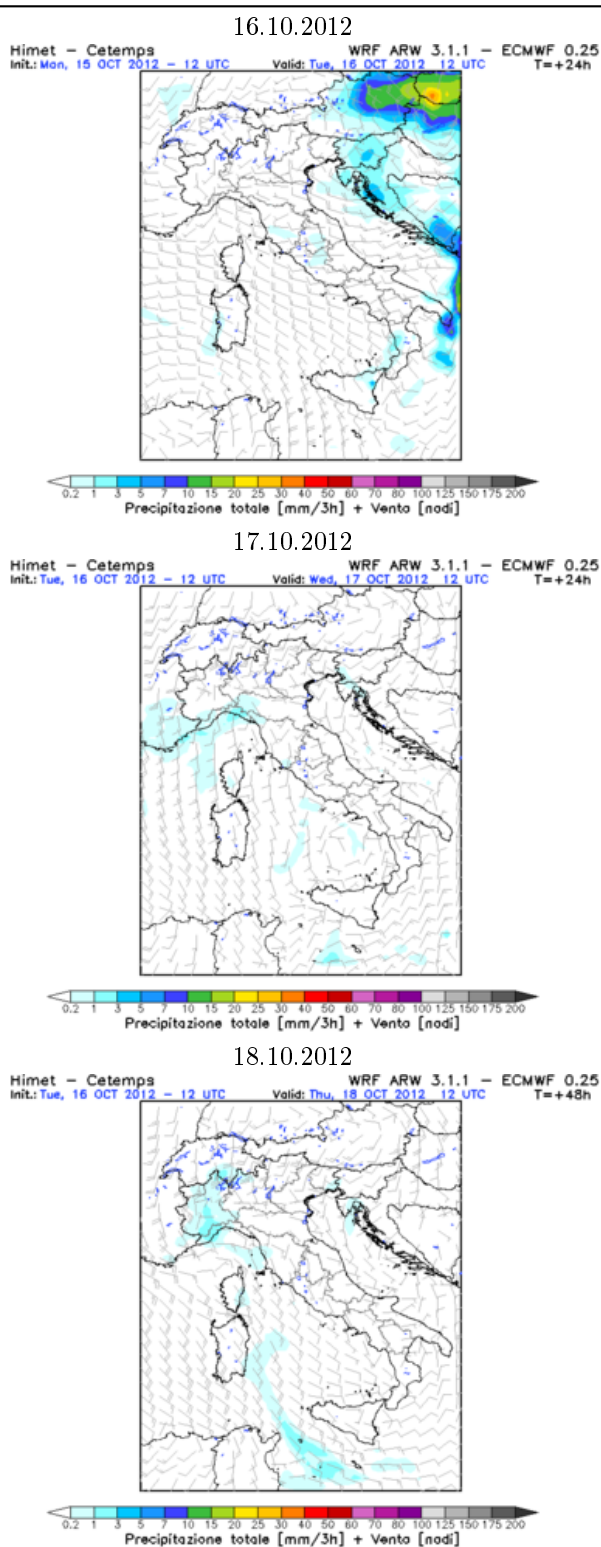 16.10.2012
Himet - Cetemps WRF ARW 3.1.1 - ECMWF 0.25
Init.: Mon, 15 OCT 2012 - 12 UTC Valid: Tue, 16 OCT 2012 12 UTC T=+24h
0.2 1 3 5 7 10 15 20 25 30 40 50 60 70 80 100 125 150 175 200
Precipitazione totale [mm/3h] + Vento [nodi]
17.10.2012
Himet - Cetemps WRF ARW 3.1.1 - ECMWF 0.25
Init.: Tue, 16 OCT 2012 - 12 UTC Valid: Wed, 17 OCT 2012 12 UTC T=+24h
0.2 1 3 5 7 10 15 20 25 30 40 50 60 70 80 100 125 150 175 200
Precipitazione totale [mm/3h] + Vento [nodi]
18.10.2012
Himet - Cetemps WRF ARW 3.1.1 - ECMWF 0.25
Init.: Tue, 16 OCT 2012 - 12 UTC Valid: Thu, 18 OCT 2012 12 UTC T=+48h
0.2 1 3 5 7 10 15 20 25 30 40 50 60 70 80 100 125 150 175 200
Precipitazione totale [mm/3h] + Vento [nodi]